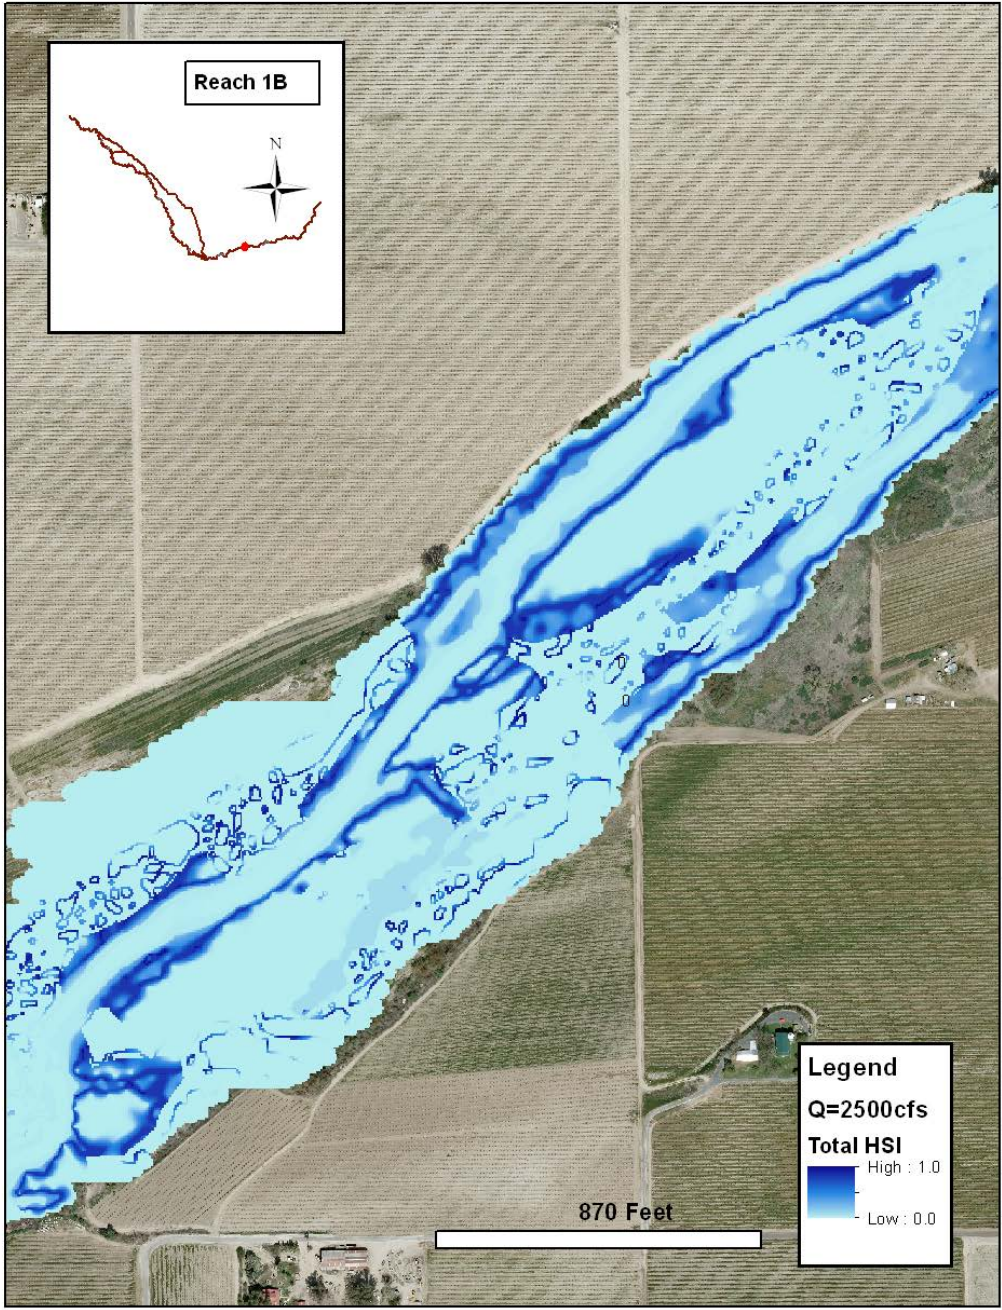 Reach 1B
N
Legend
Q=2500cfs
Total HSI
High : 1.0
Low : 0.0
870 Feet